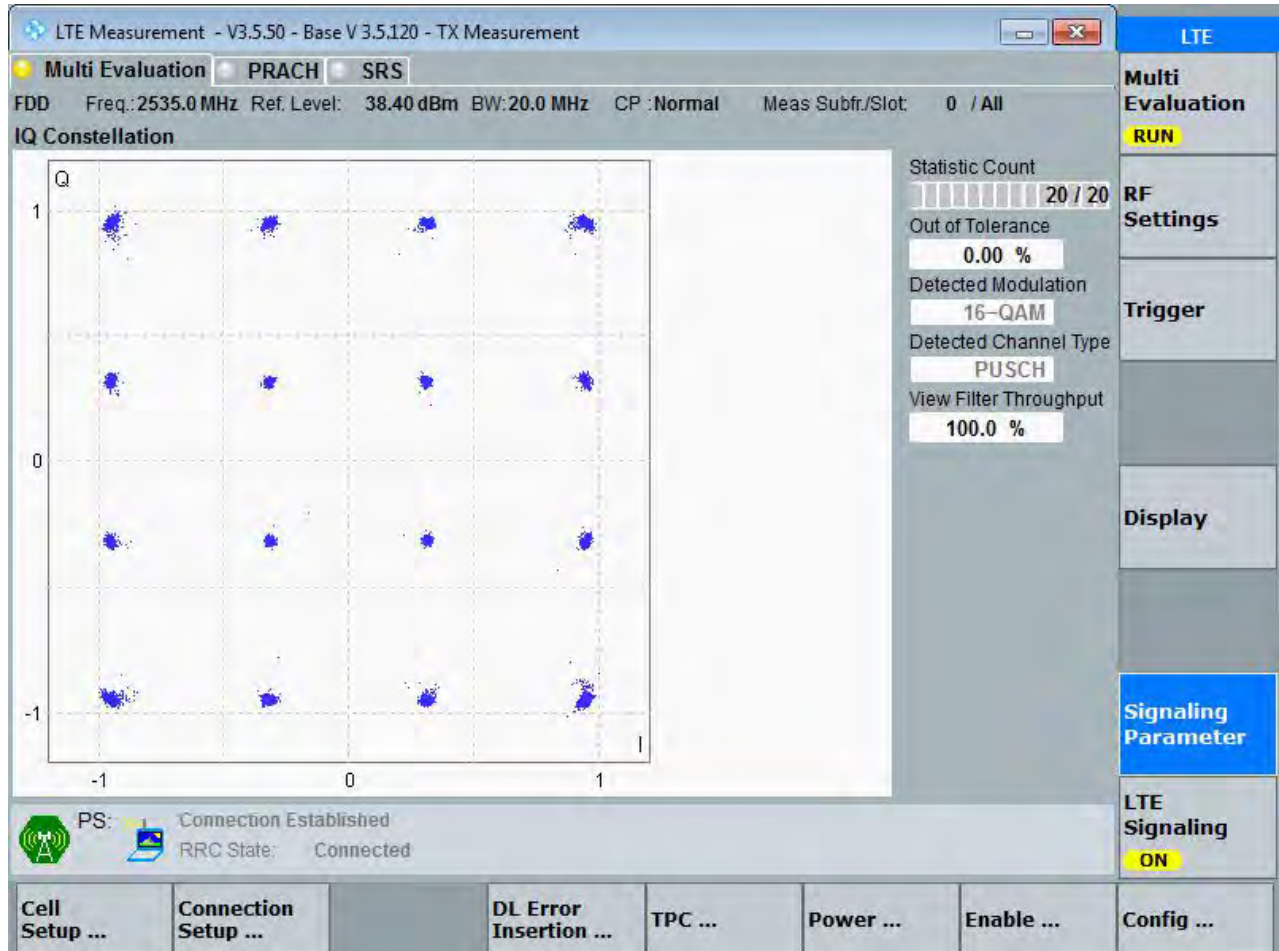 LTE Measurement - V3.5.50 - Base V 3.5.120 - TX Measurement
LTE
Multi Evaluation PRACH SRS
FDD Freq.: 2535.0 MHz Ref. Level: 38.40 dBm BW: 20.0 MHz CP : Normal Meas Subfr./Slot: 0 / All
IQ Constellation
Q
1
0
-1
I
-1 0 1
Statistic Count
20 / 20
Out of Tolerance
0.00 %
Detected Modulation
16-QAM
Detected Channel Type
PUSCH
View Filter Throughput
100.0 %
Multi
Evaluation
RUN
RF
Settings
Trigger
Display
Signaling
Parameter
LTE
Signaling
ON
PS: Connection Established
RRC State: Connected
Cell
Setup ...
Connection
Setup ...
DL Error
Insertion ...
TPC ...
Power ...
Enable ...
Config ...